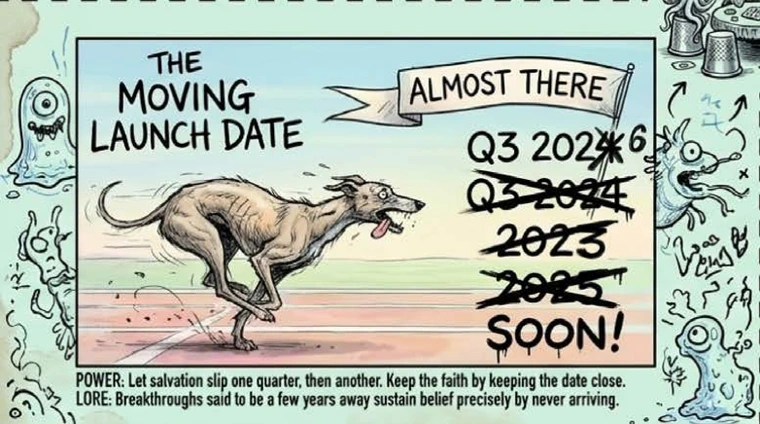 THE
MOVING
LAUNCH DATE
ALMOST THERE
Q3 2024 6
Q3 2024
2023
2025
SOON!
POWER: Let salvation slip one quarter, then another. Keep the faith by keeping the date close.
LORE: Breakthroughs said to be a few years away sustain belief precisely by never arriving.